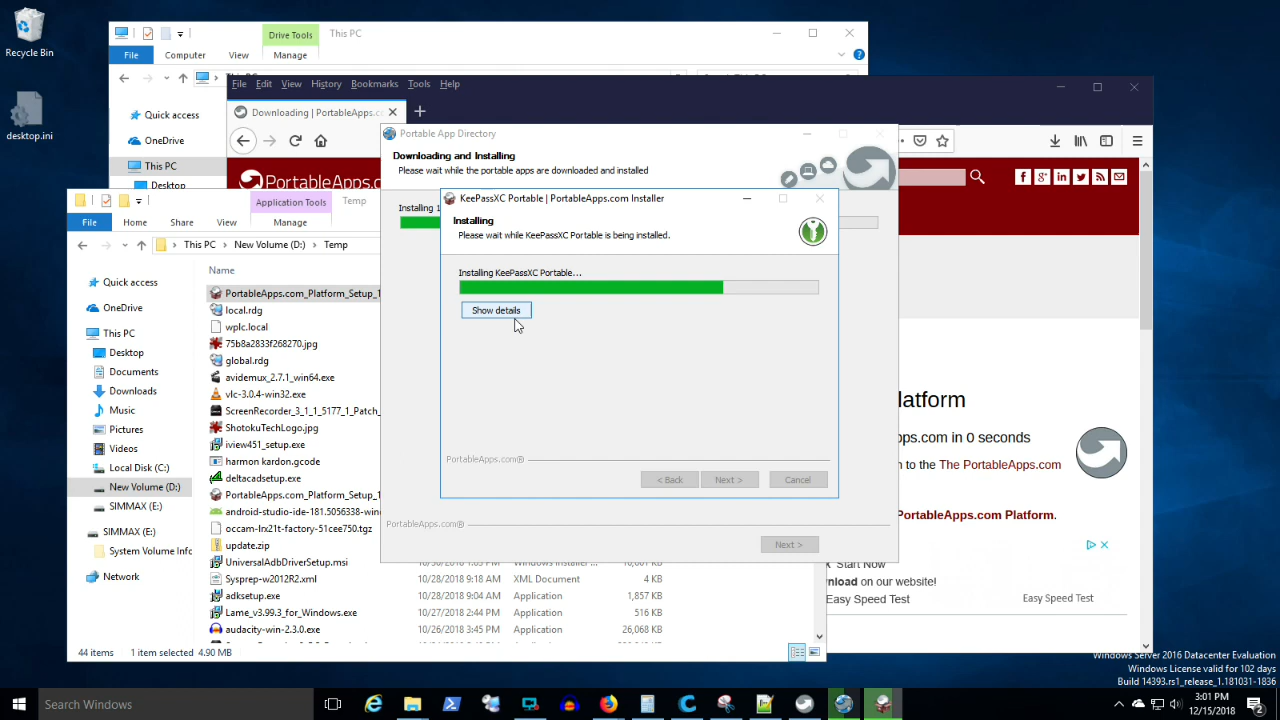 Recycle Bin
desktop.ini
Drive Tools
This PC
File
Computer
View
Manage
Quick access
OneDrive
This PC
Desktop
File Edit View History Bookmarks Tools Help
Downloading | PortableApps.c
PortableApps.c
latform
ps.com in 0 seconds
n to the The PortableApps.com
PortableApps.com Platform.
Start Now
nload on our website!
Easy Speed Test
Easy Speed Test
Portable App Directory
Downloading and Installing
Please wait while the portable apps are downloaded and installed
Installing 1
PortableApps.com®
Next >
KeePassXC Portable | PortableApps.com Installer
Installing
Please wait while KeePassXC Portable is being installed.
Installing KeePassXC Portable...
Show details
PortableApps.com®
< Back
Next >
Cancel
Application Tools
Temp
File
Home
Share
View
Manage
This PC > New Volume (D:) > Temp
Quick access
OneDrive
This PC
Desktop
Documents
Downloads
Music
Pictures
Videos
Local Disk (C:)
New Volume (D:)
SIMMAX (E:)
SIMMAX (E:)
System Volume Info
Network
Name
PortableApps.com_Platform_Setup_1
local.rdg
wplc.local
75b8a2833f268270.jpg
global.rdg
avidemux_2.7.1_win64.exe
vlc-3.0.4-win32.exe
ScreenRecorder_3_1_1_5177_1_Patch_
ShotokuTechLogo.jpg
iview451_setup.exe
harmon kardon.gcode
deltacadsetup.exe
PortableApps.com_Platform_Setup_1
android-studio-ide-181.5056338-win
occam-lrx21t-factory-51cee750.tgz
update.zip
UniversalAdbDriverSetup.msi
Sysprep-w2012R2.xml 10/28/2018 9:18 AM XML Document 4 KB
adksetup.exe 10/28/2018 9:04 AM Application 1,857 KB
Lame_v3.99.3_for_Windows.exe 10/27/2018 2:44 PM Application 516 KB
audacity-win-2.3.0.exe 10/26/2018 3:45 PM Application 26,068 KB
44 items 1 item selected 4.90 MB
Windows Server 2016 Datacenter Evaluation
Windows License valid for 102 days
Build 14393.rs1_release_1.181031-1836
Search Windows
3:01 PM
12/15/2018
2